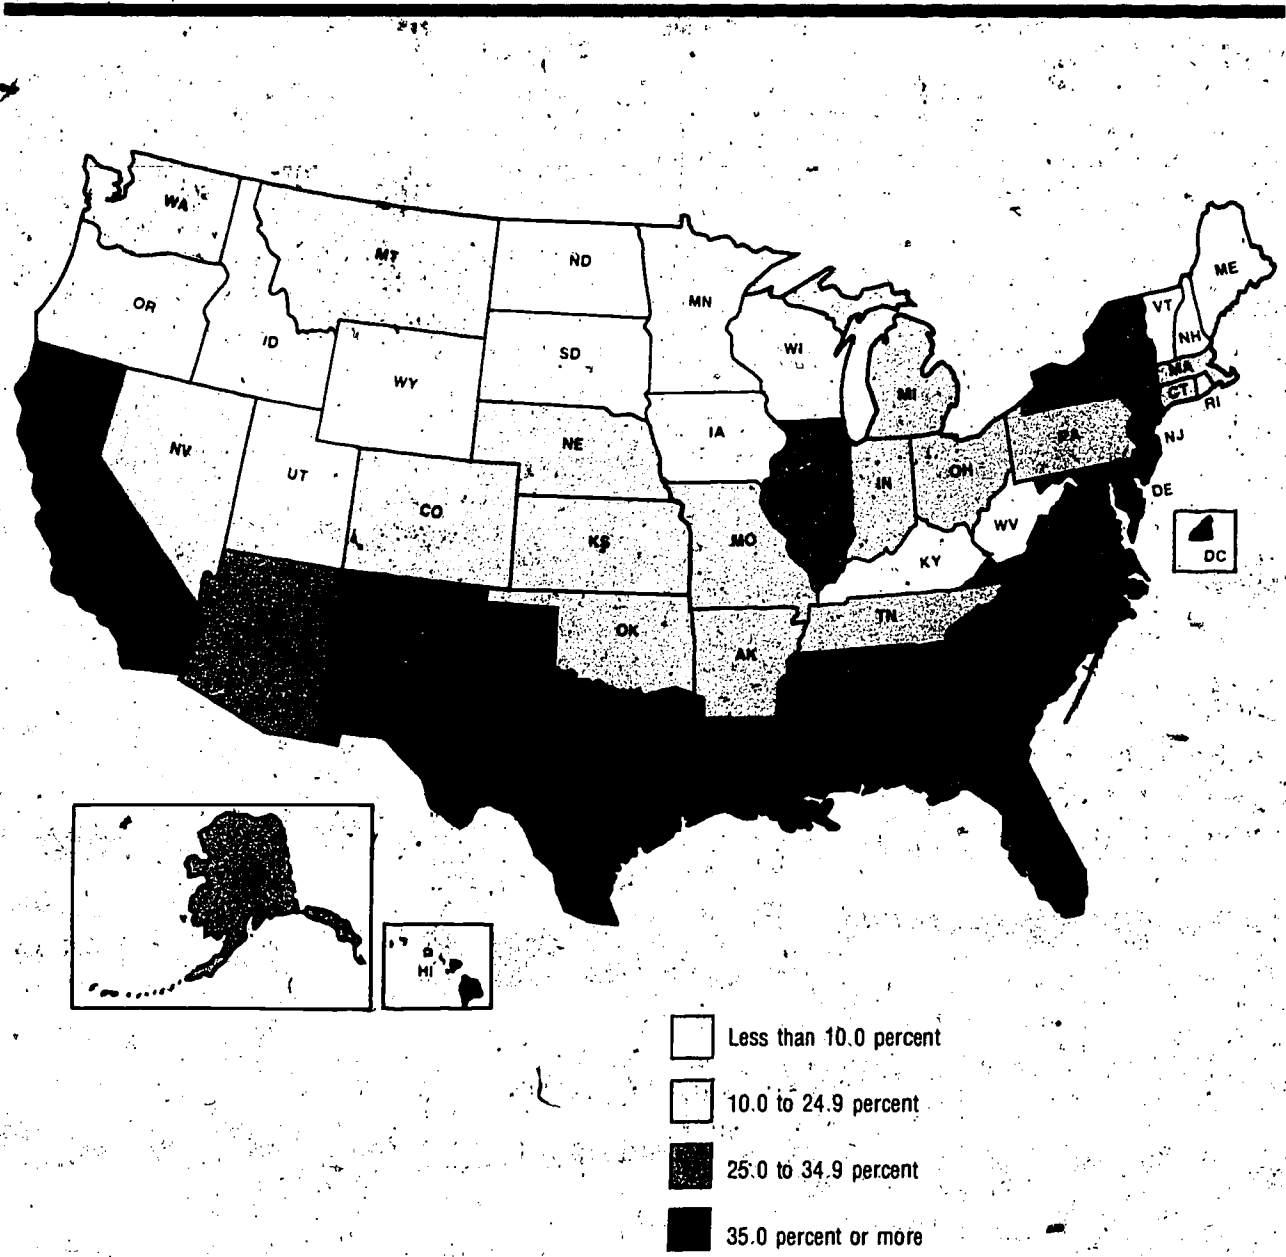 WA
MT
ND
MN
ME
OR
ID
SD
WI
VT
NH
WY
MI
MA
CT
RI
NV
UT
NE
IA
PA
NJ
CO
IN
OH
DE
KS
MO
WV
DC
KY
OK
TN
AK
HI
Less than 10.0 percent
10.0 to 24.9 percent
25.0 to 34.9 percent
35.0 percent or more